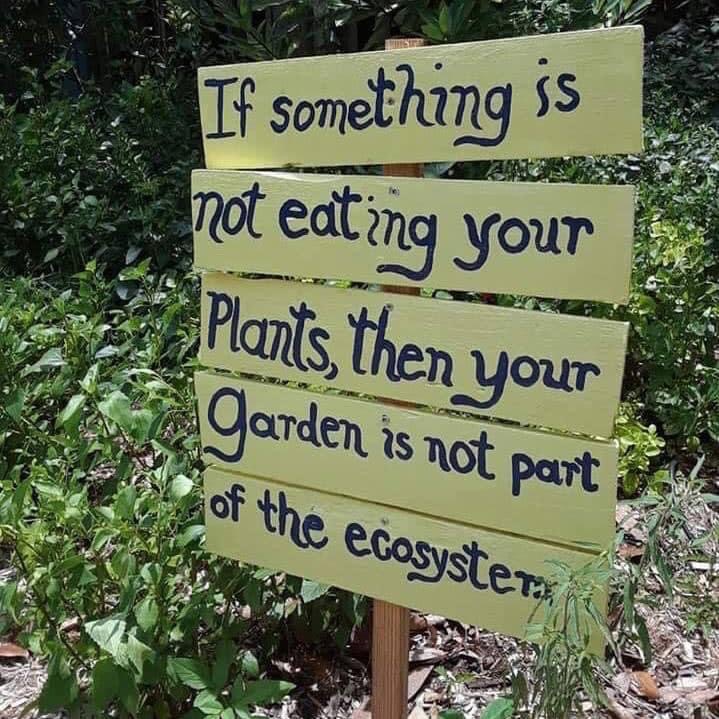 If something is
not eating your
Plants, then your
Garden is not part
of the ecosystem